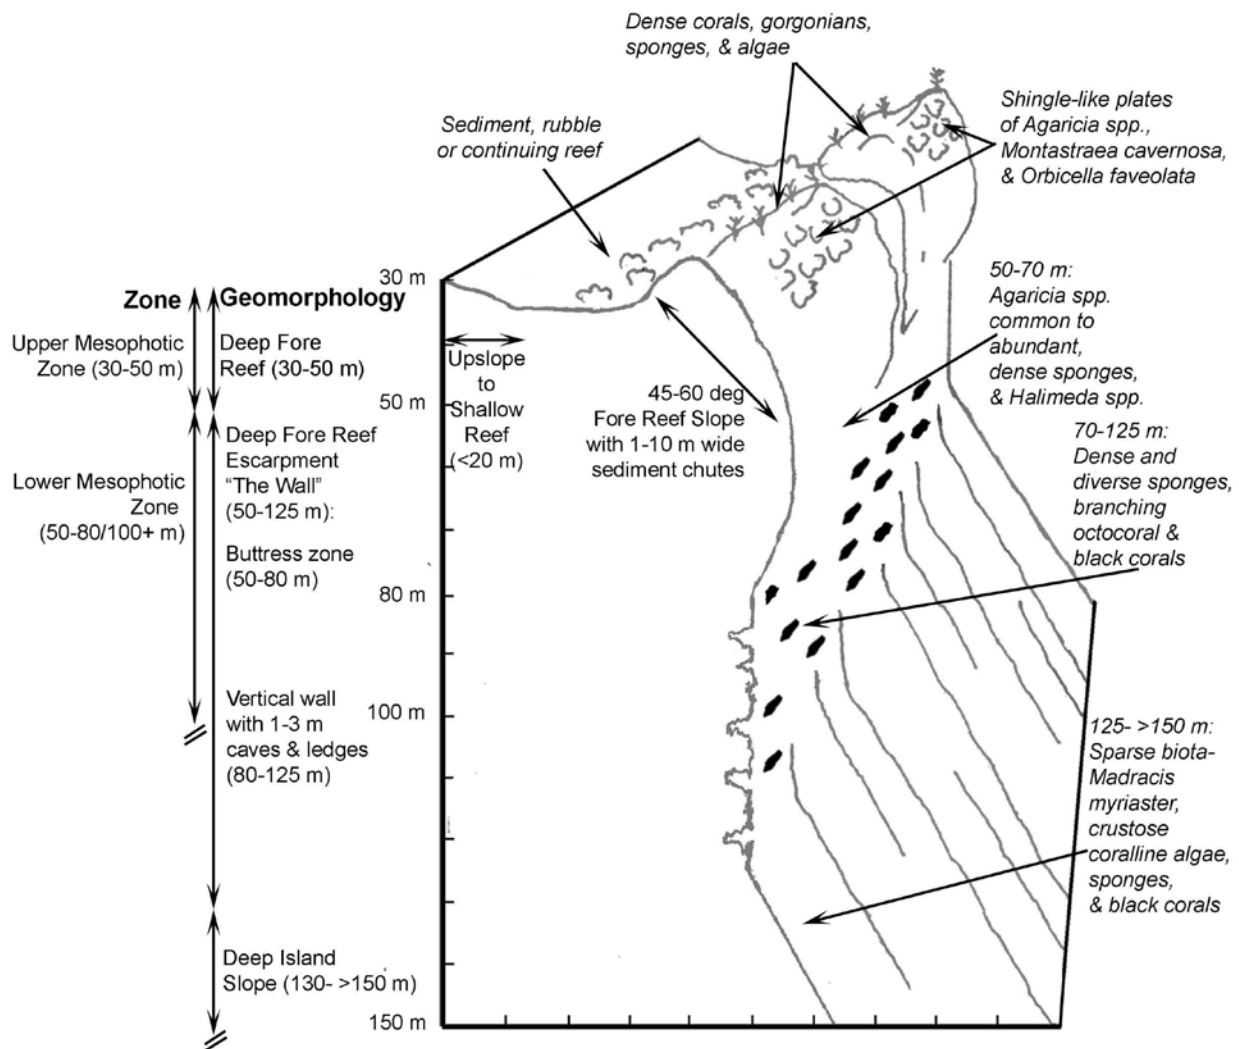 Dense corals, gorgonians,
sponges, & algae
Sediment, rubble
or continuing reef
Shingle-like plates
of Agaricia spp.,
Montastraea cavernosa,
& Orbicella faveolata
Zone
Geomorphology
Upper Mesophotic
Zone (30-50 m)
Deep Fore
Reef (30-50 m)
Lower Mesophotic
Zone
(50-80/100+ m)
Deep Fore Reef
Escarpment
“The Wall”
(50-125 m):
Buttress zone
(50-80 m)
Vertical wall
with 1-3 m
caves & ledges
(80-125 m)
Deep Island
Slope (130- >150 m)
30 m
50 m
80 m
100 m
150 m
Upslope
to
Shallow
Reef
(<20 m)
45-60 deg
Fore Reef Slope
with 1-10 m wide
sediment chutes
50-70 m:
Agaricia spp.
common to
abundant,
dense sponges,
& Halimeda spp.
70-125 m:
Dense and
diverse sponges,
branching
octocoral &
black corals
125- >150 m:
Sparse biota-
Madracis
myriaster,
crustose
coralline algae,
sponges,
& black corals